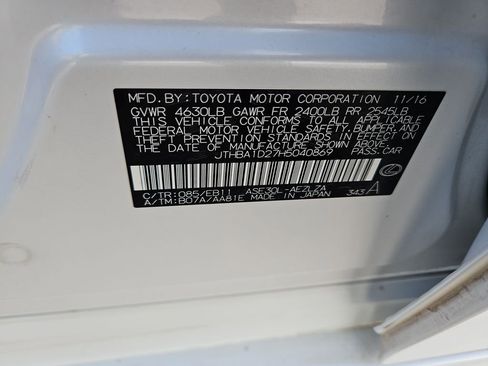 MFD.BY:TOYOTA MOTOR CORPORATION 11/16
GVWR 4630LB GAWR FR 2400LB RR 2545LB
THIS VEHICLE CONFORMS TO ALL APPLICABLE
FEDERAL MOTOR VEHICLE SAFETY,BUMPER,AND
THEFT PREVENTION STANDARDS IN EFFECT ON
THE DATE OF MANUFACTURE SHOWN ABOVE.
JTHBA1D27H5040869 PASS.CAR
C/TR:085/EB11 ASE30L-AEZLZA
A/TM:B07A/AA81E MADE IN JAPAN 343 A